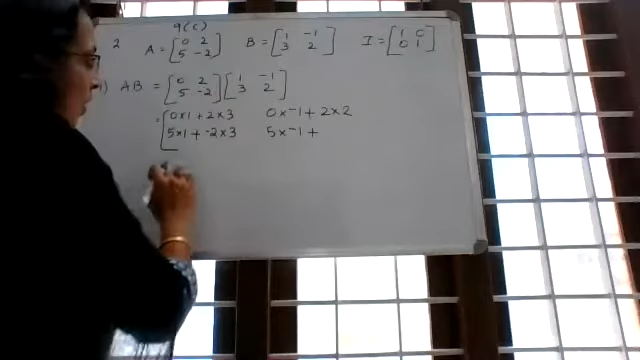 9(C)
2 A = [0 2 5 -2] B = [1 -1 3 2] I = [1 0 0 1]
1) AB = [0 2 5 -2] [1 -1 3 2]
= [0×1 + 2×3 0×-1 + 2×2
5×1 + -2×3 5×-1 +